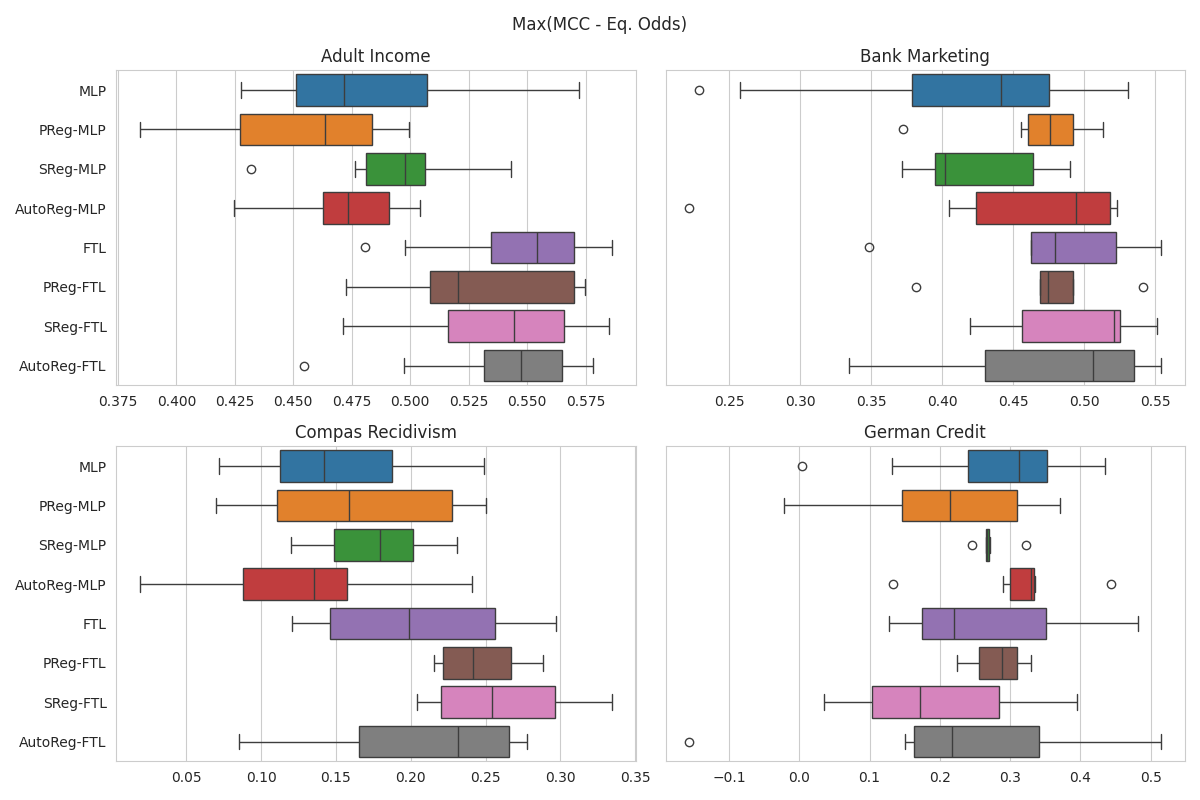 Max(MCC - Eq. Odds)
Adult Income
Bank Marketing
MLP
PReg-MLP
SReg-MLP
AutoReg-MLP
FTL
PReg-FTL
SReg-FTL
AutoReg-FTL
0.375 0.400 0.425 0.450 0.475 0.500 0.525 0.550 0.575
0.25 0.30 0.35 0.40 0.45 0.50 0.55
Compas Recidivism
German Credit
MLP
PReg-MLP
SReg-MLP
AutoReg-MLP
FTL
PReg-FTL
SReg-FTL
AutoReg-FTL
0.05 0.10 0.15 0.20 0.25 0.30 0.35
−0.1 0.0 0.1 0.2 0.3 0.4 0.5